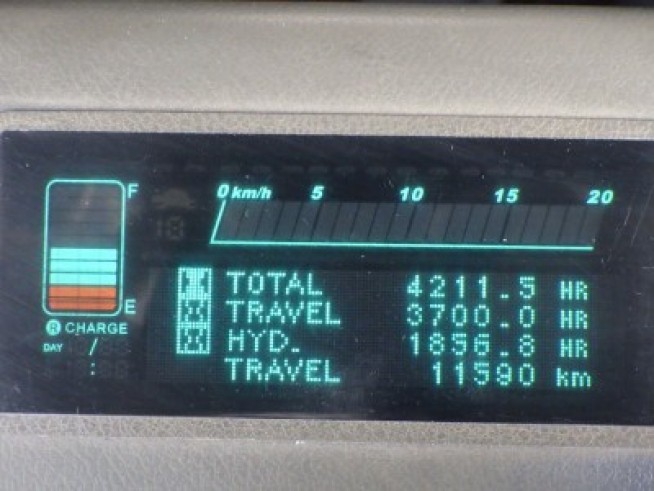 F
0 km/h 5 10 15 20
E
TOTAL 4211.5 HR
TRAVEL 3700.0 HR
HYD. 1856.8 HR
TRAVEL 11590 km
R CHARGE
DAY /
: